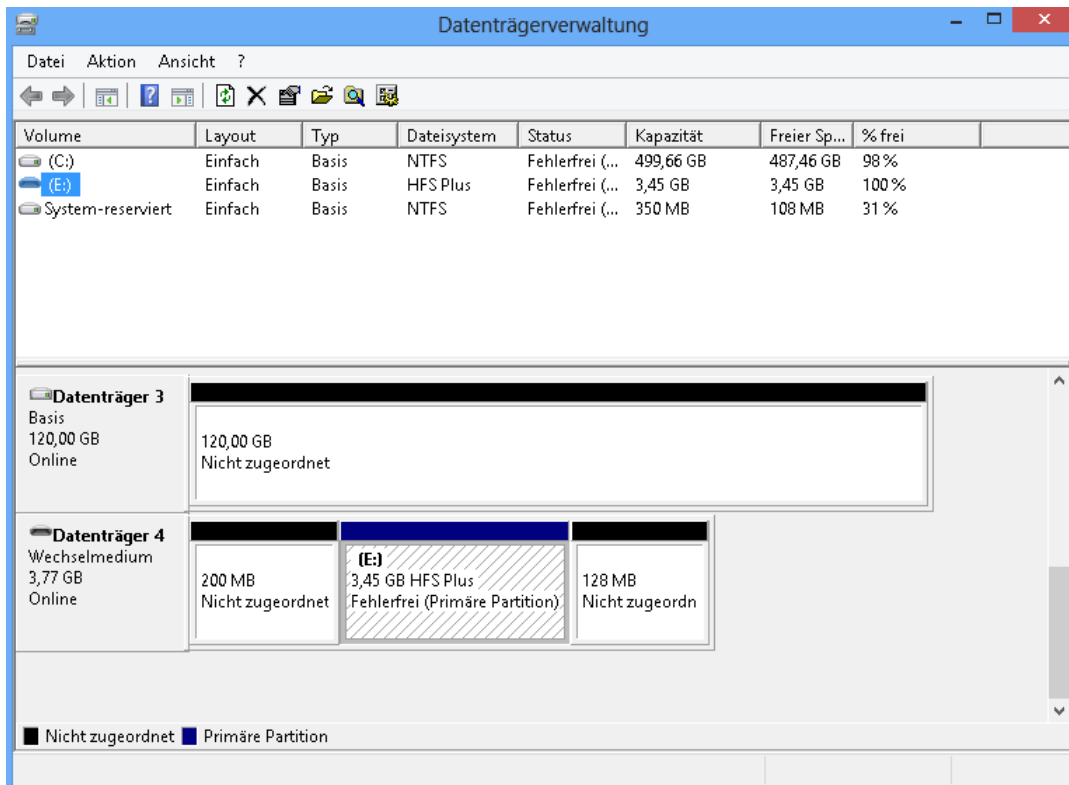 Datenträgerverwaltung
Datei Aktion Ansicht ?
Volume Layout Typ Dateisystem Status Kapazität Freier Sp... % frei
(C:) Einfach Basis NTFS Fehlerfrei (... 499,66 GB 487,46 GB 98 %
(E:) Einfach Basis HFS Plus Fehlerfrei (... 3,45 GB 3,45 GB 100 %
System-reserviert Einfach Basis NTFS Fehlerfrei (... 350 MB 108 MB 31 %
Datenträger 3
Basis
120,00 GB
Online
120,00 GB
Nicht zugeordnet
Datenträger 4
Wechselmedium
3,77 GB
Online
200 MB
Nicht zugeordnet
(E:)
3,45 GB HFS Plus
Fehlerfrei (Primäre Partition)
128 MB
Nicht zugeordn
Nicht zugeordnet Primäre Partition